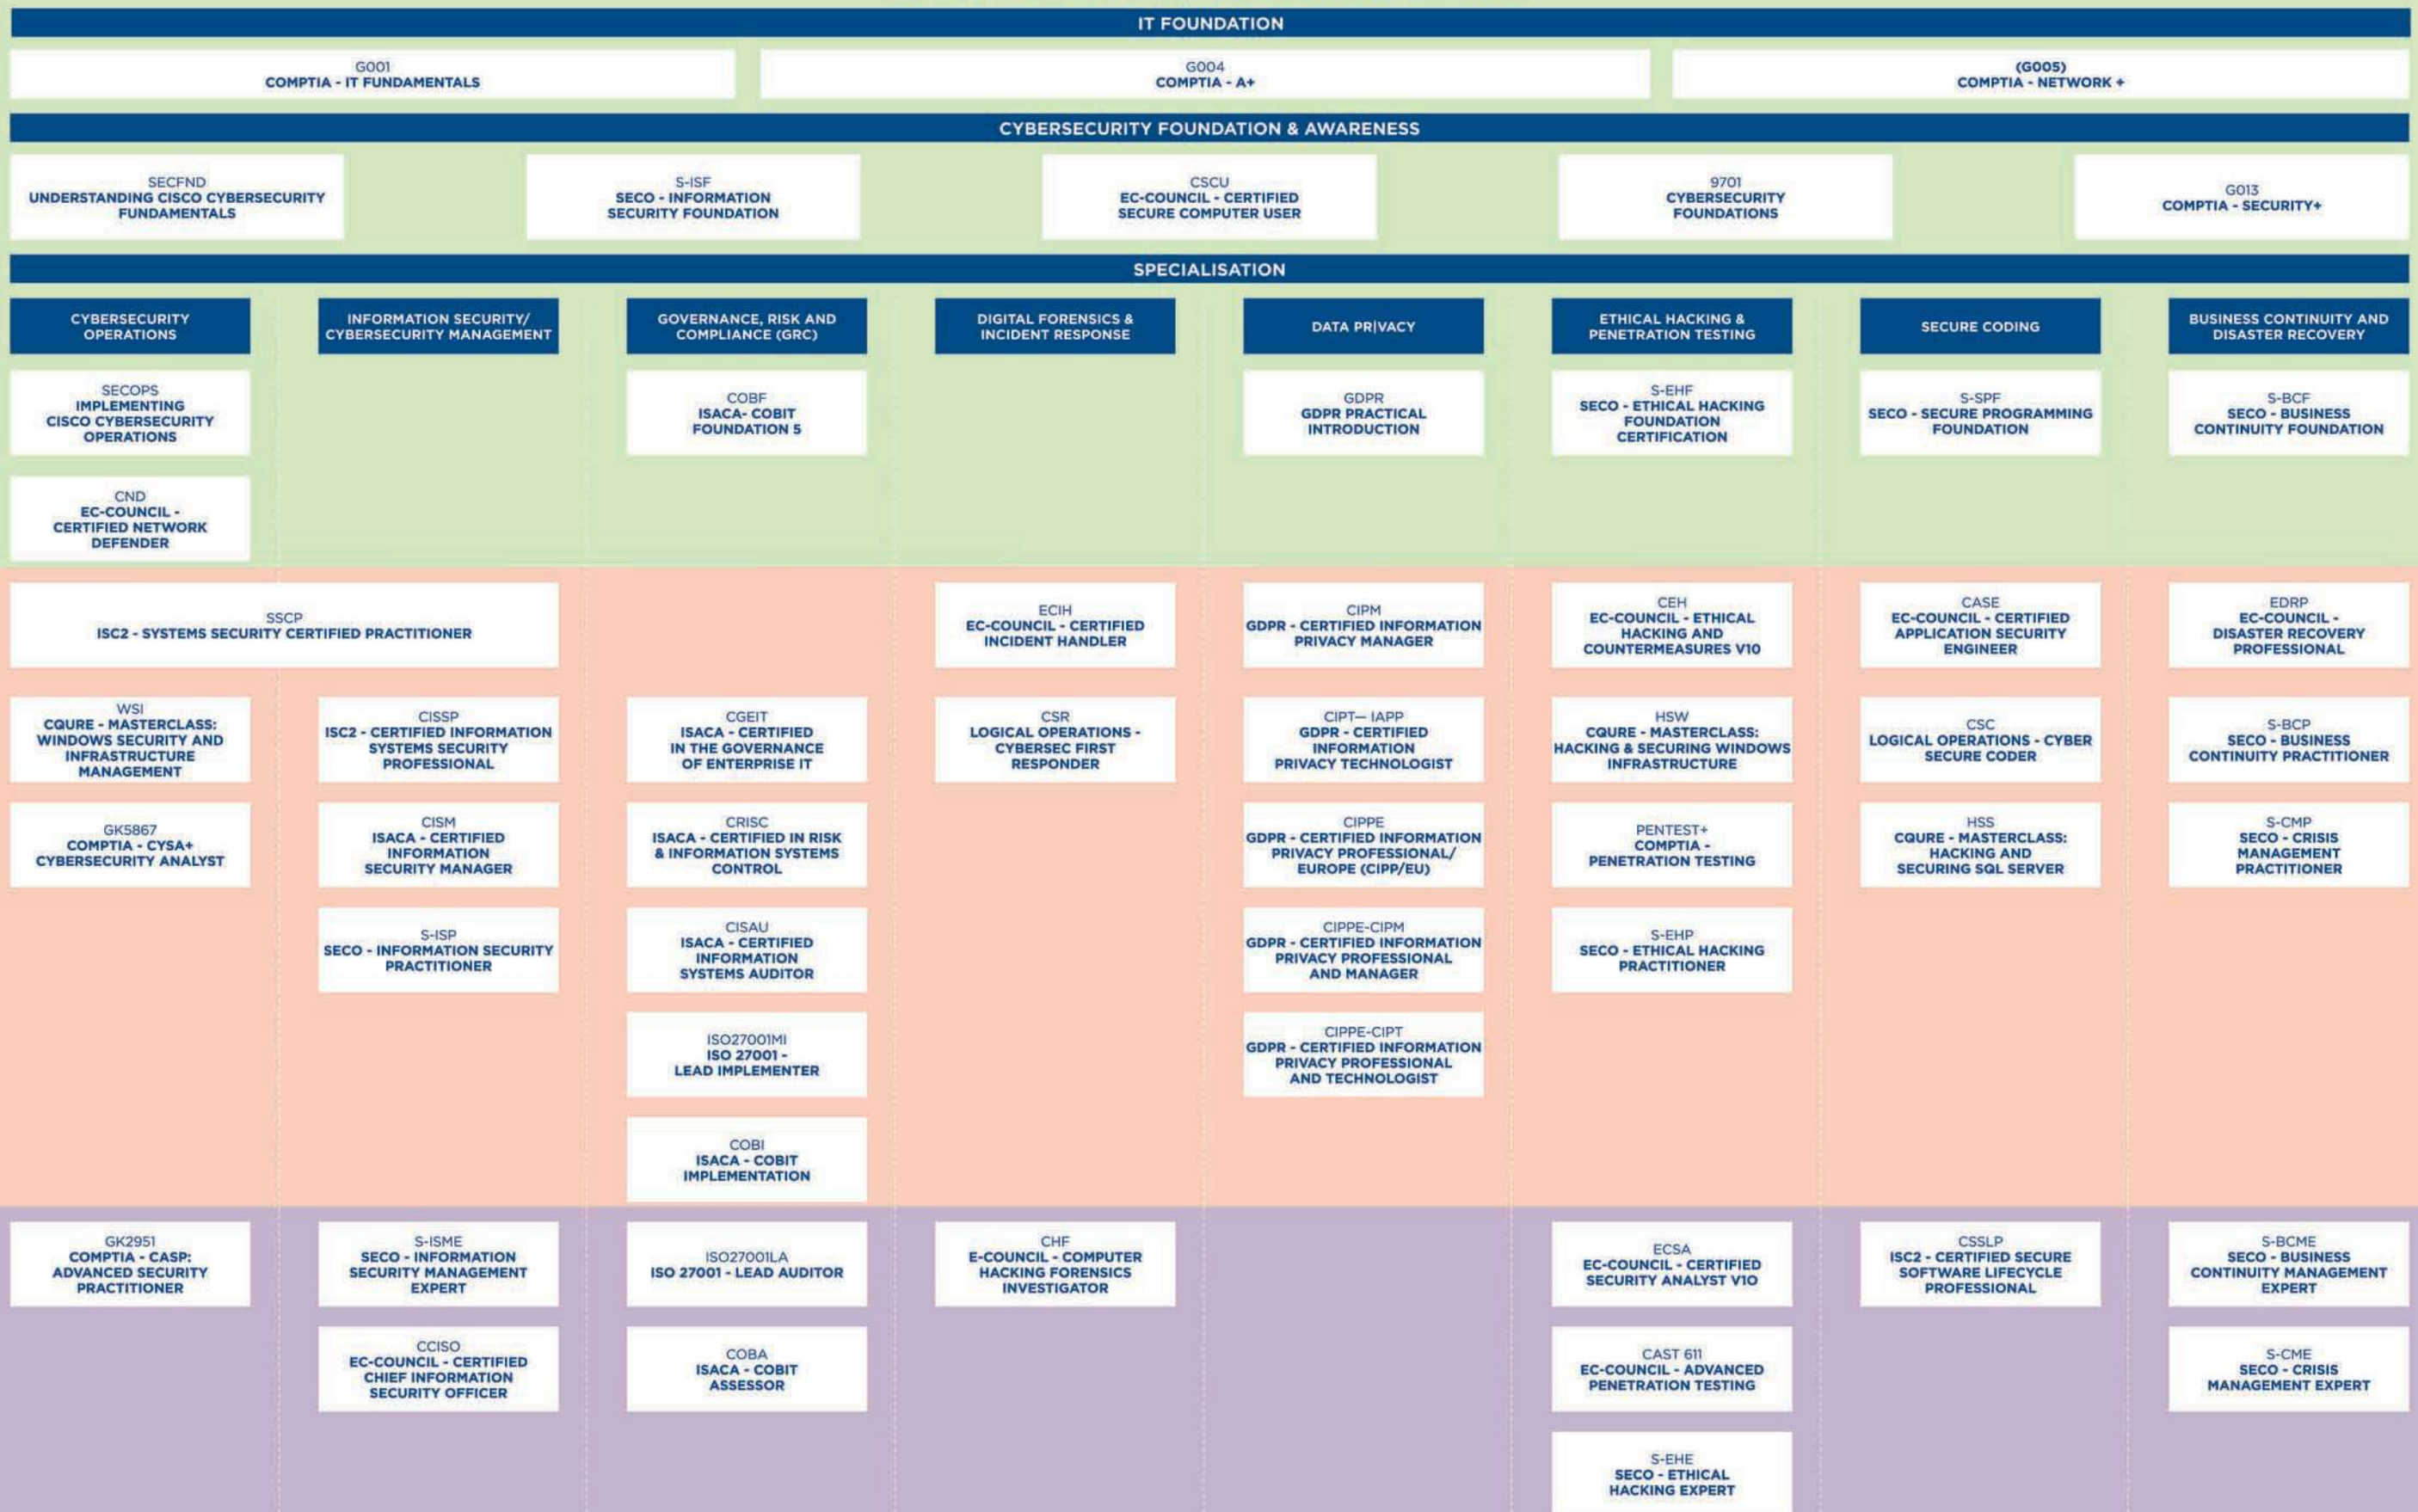 IT FOUNDATION
G001
COMPTIA - IT FUNDAMENTALS
G004
COMPTIA - A+
(G005)
COMPTIA - NETWORK +
CYBERSECURITY FOUNDATION & AWARENESS
SECFND
UNDERSTANDING CISCO CYBERSECURITY
FUNDAMENTALS
S-ISF
SECO - INFORMATION
SECURITY FOUNDATION
CSCU
EC-COUNCIL - CERTIFIED
SECURE COMPUTER USER
9701
CYBERSECURITY
FOUNDATIONS
G013
COMPTIA - SECURITY+
SPECIALISATION
CYBERSECURITY
OPERATIONS
INFORMATION SECURITY/
CYBERSECURITY MANAGEMENT
GOVERNANCE, RISK AND
COMPLIANCE (GRC)
DIGITAL FORENSICS &
INCIDENT RESPONSE
DATA PR|VACY
ETHICAL HACKING &
PENETRATION TESTING
SECURE CODING
BUSINESS CONTINUITY AND
DISASTER RECOVERY
SECOPS
IMPLEMENTING
CISCO CYBERSECURITY
OPERATIONS
COBF
ISACA- COBIT
FOUNDATION 5
GDPR
GDPR PRACTICAL
INTRODUCTION
S-EHF
SECO - ETHICAL HACKING
FOUNDATION
CERTIFICATION
S-SPF
SECO - SECURE PROGRAMMING
FOUNDATION
S-BCF
SECO - BUSINESS
CONTINUITY FOUNDATION
CND
EC-COUNCIL -
CERTIFIED NETWORK
DEFENDER
SSCP
ISC2 - SYSTEMS SECURITY CERTIFIED PRACTITIONER
ECIH
EC-COUNCIL - CERTIFIED
INCIDENT HANDLER
CIPM
GDPR - CERTIFIED INFORMATION
PRIVACY MANAGER
CEH
EC-COUNCIL - ETHICAL
HACKING AND
COUNTERMEASURES V10
CASE
EC-COUNCIL - CERTIFIED
APPLICATION SECURITY
ENGINEER
EDRP
EC-COUNCIL -
DISASTER RECOVERY
PROFESSIONAL
WSI
CQURE - MASTERCLASS:
WINDOWS SECURITY AND
INFRASTRUCTURE
MANAGEMENT
CISSP
ISC2 - CERTIFIED INFORMATION
SYSTEMS SECURITY
PROFESSIONAL
CGEIT
ISACA - CERTIFIED
IN THE GOVERNANCE
OF ENTERPRISE IT
CSR
LOGICAL OPERATIONS -
CYBERSEC FIRST
RESPONDER
CIPT— IAPP
GDPR - CERTIFIED
INFORMATION
PRIVACY TECHNOLOGIST
HSW
CQURE - MASTERCLASS:
HACKING & SECURING WINDOWS
INFRASTRUCTURE
CSC
LOGICAL OPERATIONS - CYBER
SECURE CODER
S-BCP
SECO - BUSINESS
CONTINUITY PRACTITIONER
GK5867
COMPTIA - CYSA+
CYBERSECURITY ANALYST
CISM
ISACA - CERTIFIED
INFORMATION
SECURITY MANAGER
CRISC
ISACA - CERTIFIED IN RISK
& INFORMATION SYSTEMS
CONTROL
CIPPE
GDPR - CERTIFIED INFORMATION
PRIVACY PROFESSIONAL/
EUROPE (CIPP/EU)
PENTEST+
COMPTIA -
PENETRATION TESTING
HSS
CQURE - MASTERCLASS:
HACKING AND
SECURING SQL SERVER
S-CMP
SECO - CRISIS
MANAGEMENT
PRACTITIONER
S-ISP
SECO - INFORMATION SECURITY
PRACTITIONER
CISAU
ISACA - CERTIFIED
INFORMATION
SYSTEMS AUDITOR
CIPPE-CIPM
GDPR - CERTIFIED INFORMATION
PRIVACY PROFESSIONAL
AND MANAGER
S-EHP
SECO - ETHICAL HACKING
PRACTITIONER
ISO27001MI
ISO 27001 -
LEAD IMPLEMENTER
CIPPE-CIPT
GDPR - CERTIFIED INFORMATION
PRIVACY PROFESSIONAL
AND TECHNOLOGIST
COBI
ISACA - COBIT
IMPLEMENTATION
GK2951
COMPTIA - CASP:
ADVANCED SECURITY
PRACTITIONER
S-ISME
SECO - INFORMATION
SECURITY MANAGEMENT
EXPERT
ISO27001LA
ISO 27001 - LEAD AUDITOR
CHF
E-COUNCIL - COMPUTER
HACKING FORENSICS
INVESTIGATOR
ECSA
EC-COUNCIL - CERTIFIED
SECURITY ANALYST V10
CSSLP
ISC2 - CERTIFIED SECURE
SOFTWARE LIFECYCLE
PROFESSIONAL
S-BCME
SECO - BUSINESS
CONTINUITY MANAGEMENT
EXPERT
CCISO
EC-COUNCIL - CERTIFIED
CHIEF INFORMATION
SECURITY OFFICER
COBA
ISACA - COBIT
ASSESSOR
CAST 611
EC-COUNCIL - ADVANCED
PENETRATION TESTING
S-CME
SECO - CRISIS
MANAGEMENT EXPERT
S-EHE
SECO - ETHICAL
HACKING EXPERT